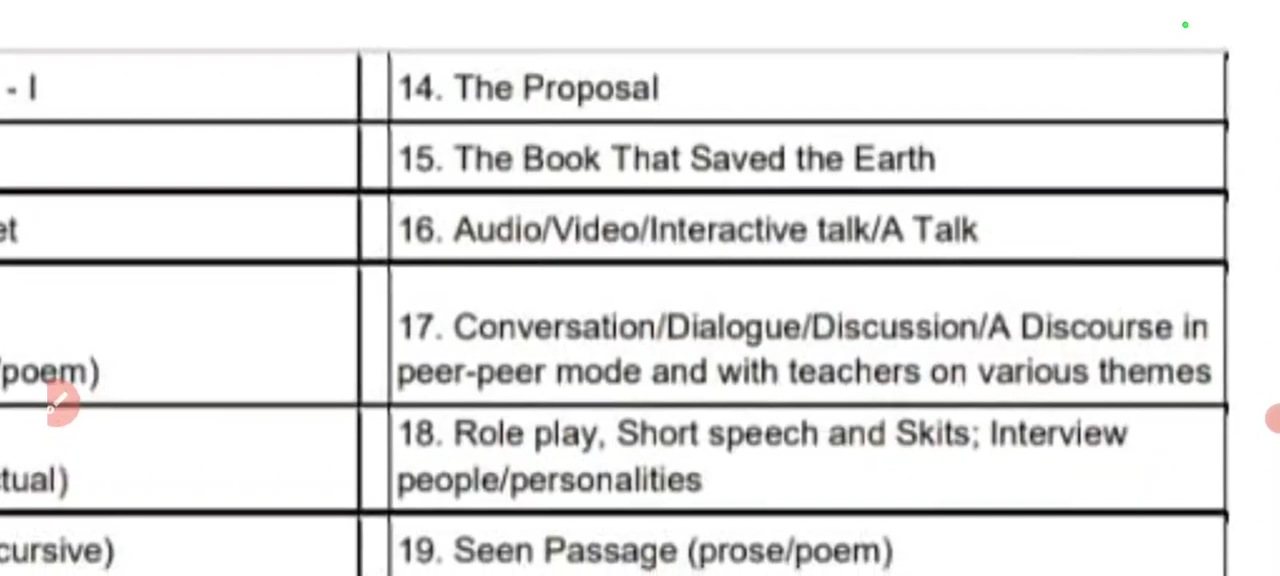 - I
14. The Proposal
15. The Book That Saved the Earth
et
16. Audio/Video/Interactive talk/A Talk
/poem)
17. Conversation/Dialogue/Discussion/A Discourse in
peer-peer mode and with teachers on various themes
tual)
18. Role play, Short speech and Skits; Interview
people/personalities
cursive)
19. Seen Passage (prose/poem)